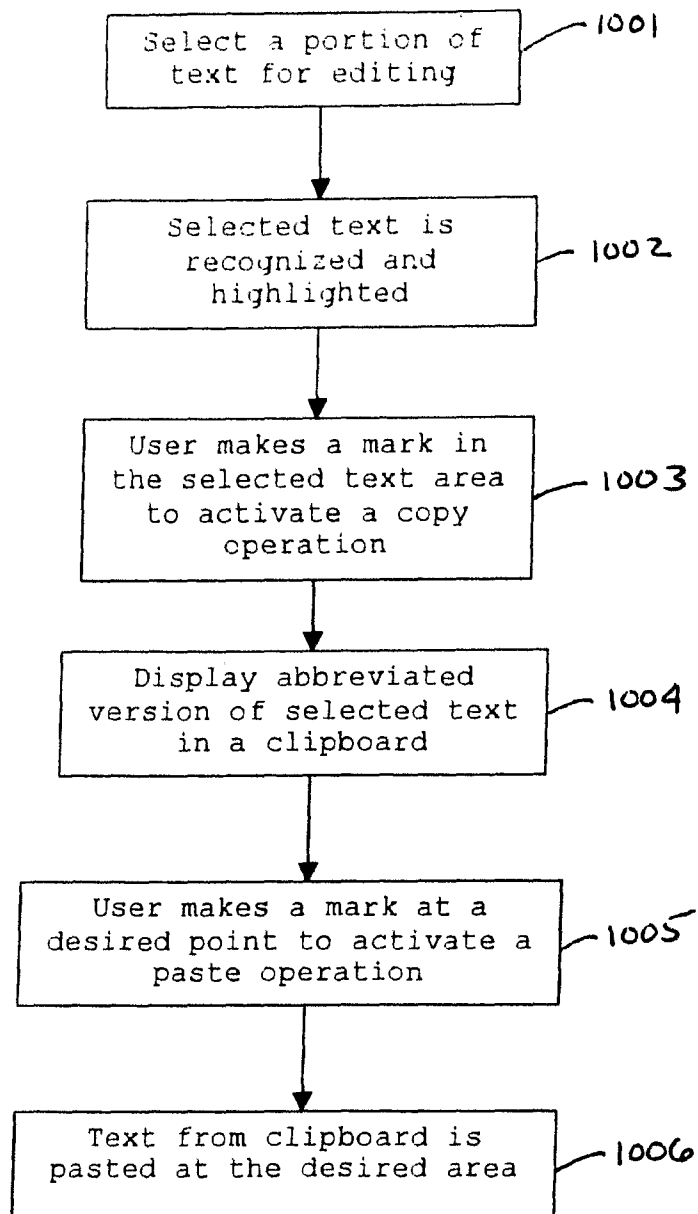 Select a portion of
text for editing
1001
Selected text is
recognized and
highlighted
1002
User makes a mark in
the selected text area
to activate a copy
operation
1003
Display abbreviated
version of selected text
in a clipboard
1004
User makes a mark at a
desired point to activate a
paste operation
1005
Text from clipboard is
pasted at the desired area
1006